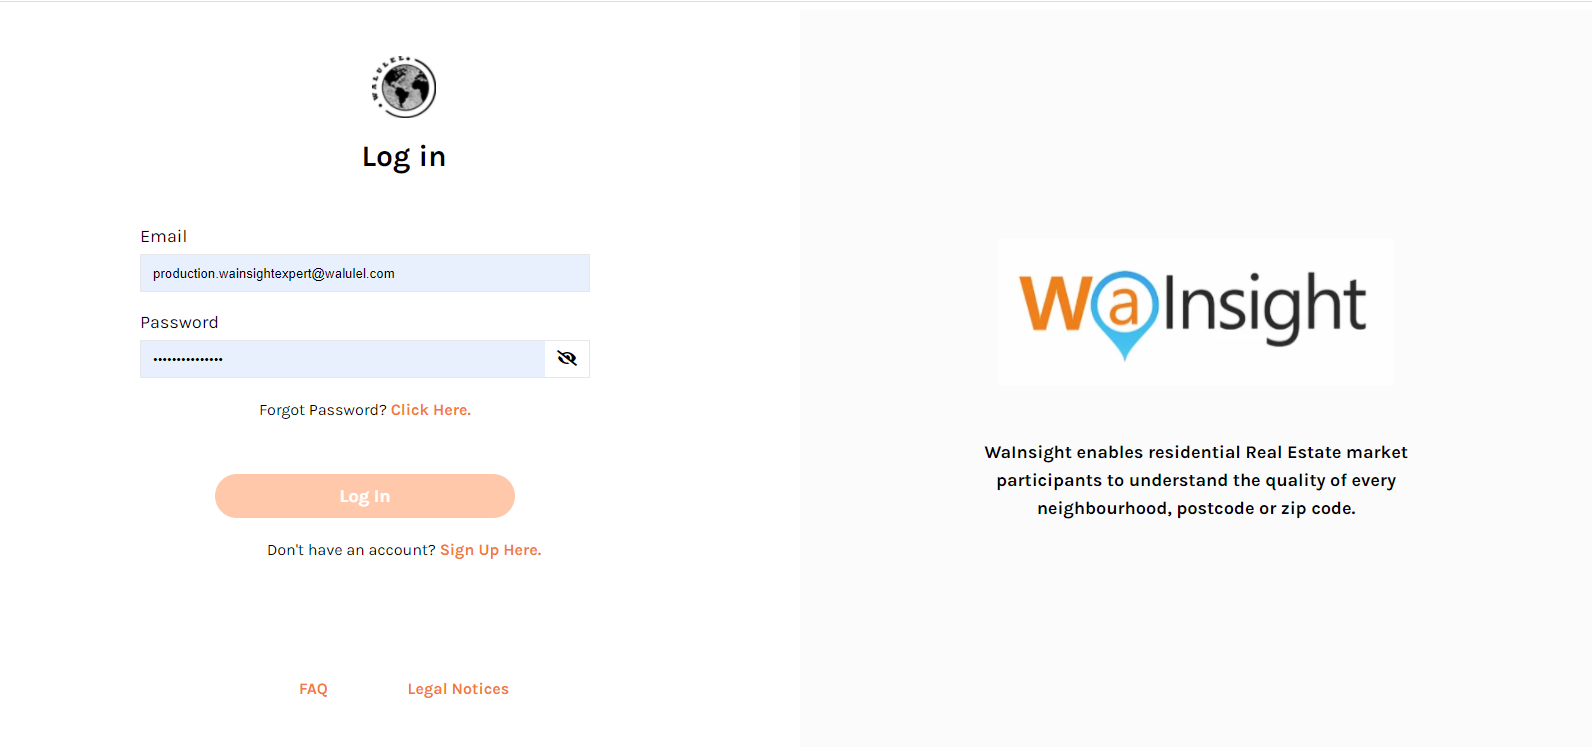 WALULEL
Log in
Email
production.wainsightexpert@walulel.com
Password
•••••••••••••••
Forgot Password? Click Here.
Log In
Don't have an account? Sign Up Here.
FAQ
Legal Notices
WaInsight
WaInsight enables residential Real Estate market
participants to understand the quality of every
neighbourhood, postcode or zip code.